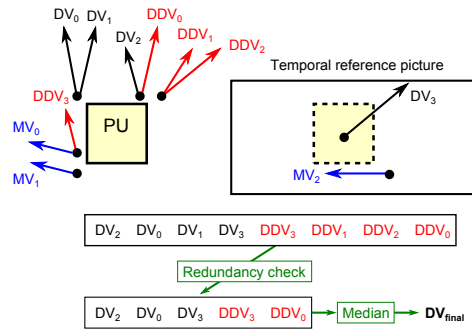 DV0 DV1 DV2 DDV0 DDV1 DDV2
DDV3 PU
MV0
MV1
Temporal reference picture
DV3
MV2
DV2 DV0 DV1 DV3 DDV3 DDV1 DDV2 DDV0
Redundancy check
DV2 DV0 DV3 DDV3 DDV0 Median DVfinal